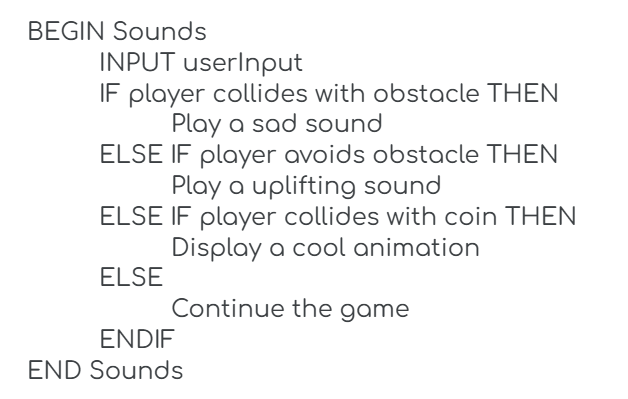 BEGIN Sounds
INPUT userInput
IF player collides with obstacle THEN
Play a sad sound
ELSE IF player avoids obstacle THEN
Play a uplifting sound
ELSE IF player collides with coin THEN
Display a cool animation
ELSE
Continue the game
ENDIF
END Sounds